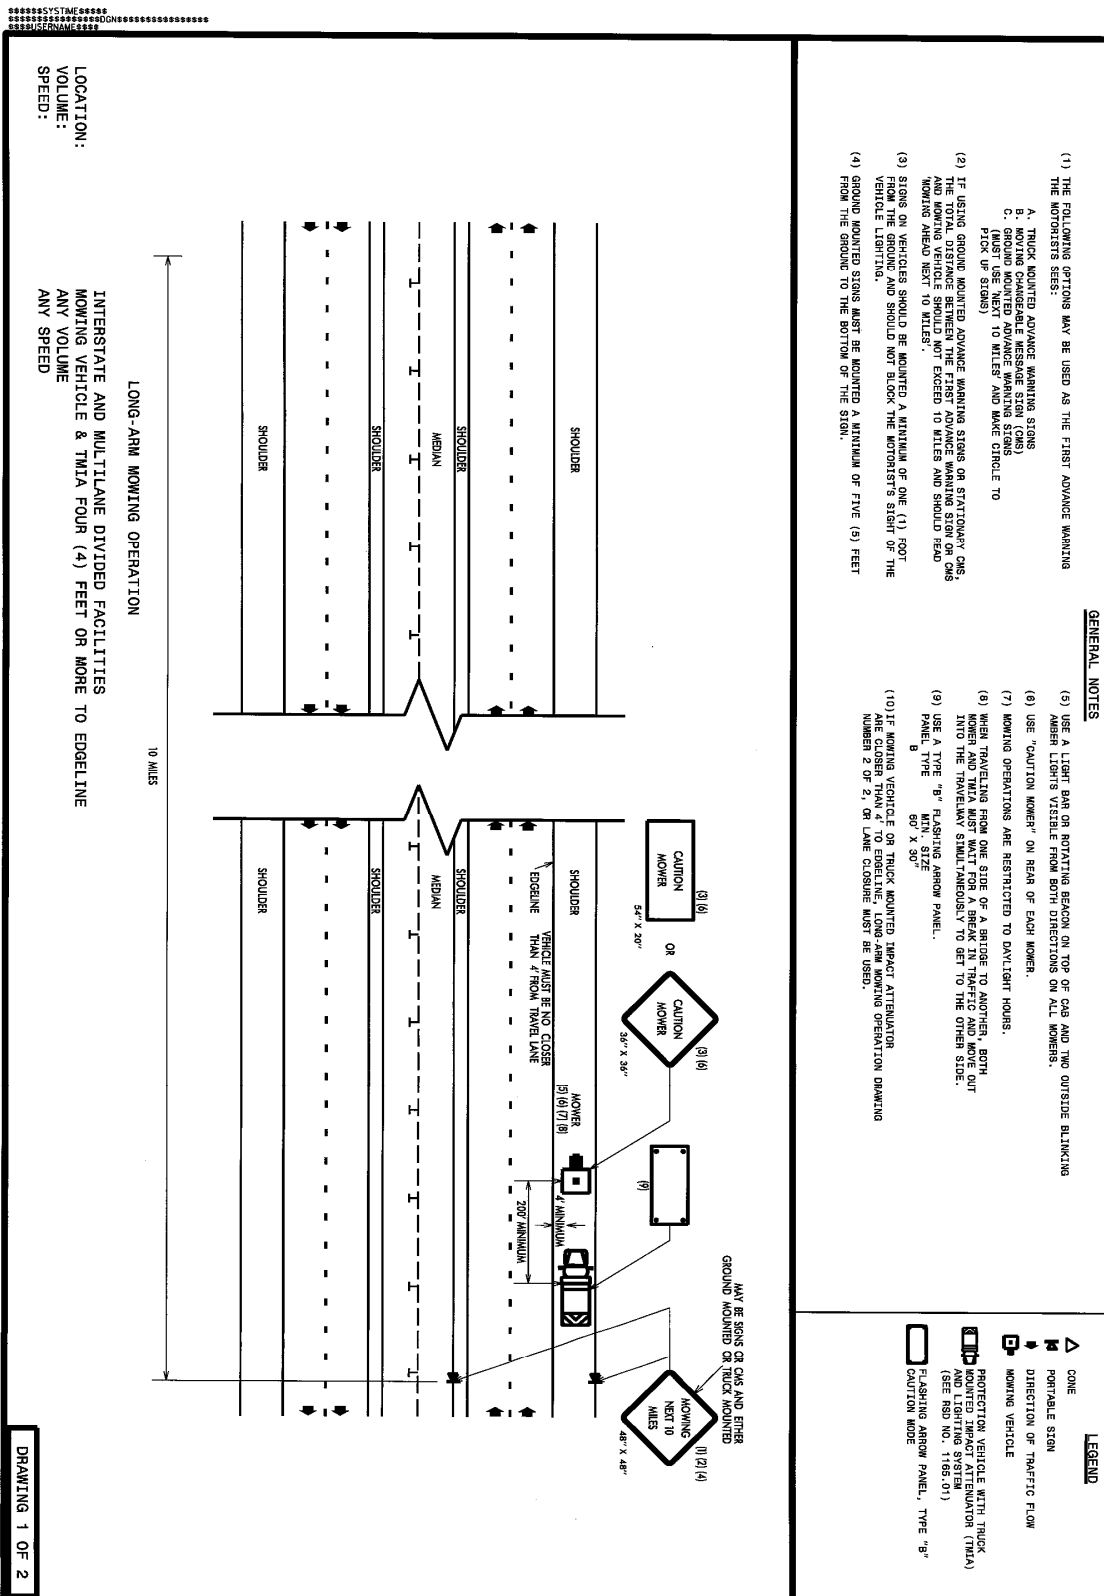 ******SYSTIME******
****************DGN****************
****USERNAME****
GENERAL NOTES
(1) THE FOLLOWING OPTIONS MAY BE USED AS THE FIRST ADVANCE WARNING
THE MOTORISTS SEES:
A. TRUCK MOUNTED ADVANCE WARNING SIGNS
B. MOVING CHANGEABLE MESSAGE SIGN (CMS)
C. GROUND MOUNTED ADVANCE WARNING SIGNS
(MUST USE 'NEXT 10 MILES' AND MAKE CIRCLE TO
PICK UP SIGNS)
(2) IF USING GROUND MOUNTED ADVANCE WARNING SIGNS OR STATIONARY CMS,
THE TOTAL DISTANCE BETWEEN THE FIRST ADVANCE WARNING SIGN OR CMS
AND MOWING VEHICLE SHOULD NOT EXCEED 10 MILES AND SHOULD READ
'MOWING AHEAD NEXT 10 MILES'.
(3) SIGNS ON VEHICLES SHOULD BE MOUNTED A MINIMUM OF ONE (1) FOOT
FROM THE GROUND AND SHOULD NOT BLOCK THE MOTORIST'S SIGHT OF THE
VEHICLE LIGHTING.
(4) GROUND MOUNTED SIGNS MUST BE MOUNTED A MINIMUM OF FIVE (5) FEET
FROM THE GROUND TO THE BOTTOM OF THE SIGN.
(5) USE A LIGHT BAR OR ROTATING BEACON ON TOP OF CAB AND TWO OUTSIDE BLINKING
AMBER LIGHTS VISIBLE FROM BOTH DIRECTIONS ON ALL MOWERS.
(6) USE "CAUTION MOWER" ON REAR OF EACH MOWER.
(7) MOWING OPERATIONS ARE RESTRICTED TO DAYLIGHT HOURS.
(8) WHEN TRAVELING FROM ONE SIDE OF A BRIDGE TO ANOTHER, BOTH
MOWER AND TMIA MUST WAIT FOR A BREAK IN TRAFFIC AND MOVE OUT
INTO THE TRAVELWAY SIMULTANEOUSLY TO GET TO THE OTHER SIDE.
(9) USE A TYPE "B" FLASHING ARROW PANEL.
PANEL TYPE MIN. SIZE
B 60" X 30"
(10) IF MOWING VECHICLE OR TRUCK MOUNTED IMPACT ATTENUATOR
ARE CLOSER THAN 4' TO EDGELINE, LONG-ARM MOWING OPERATION DRAWING
NUMBER 2 OF 2, OR LANE CLOSURE MUST BE USED.
LEGEND
CONE
PORTABLE SIGN
DIRECTION OF TRAFFIC FLOW
MOWING VEHICLE
PROTECTION VEHICLE WITH TRUCK
MOUNTED IMPACT ATTENUATOR (TMIA)
AND LIGHTING SYSTEM
(SEE RSD NO. 1165.01)
FLASHING ARROW PANEL, TYPE "B"
CAUTION MODE
MAY BE SIGNS OR CMS AND EITHER
GROUND MOUNTED OR TRUCK MOUNTED
CAUTION
MOWER
(3) (6)
54" X 20"
OR
CAUTION
MOWER
(3) (6)
36" X 36"
(9)
MOWING
NEXT 10
MILES
(1) (2) (4)
48" X 48"
MOWER
(5) (6) (7) (8)
4' MINIMUM
200' MINIMUM
VEHICLE MUST BE NO CLOSER
THAN 4' FROM TRAVEL LANE
SHOULDER
SHOULDER
EDGELINE
SHOULDER
SHOULDER
MEDIAN
MEDIAN
SHOULDER
SHOULDER
SHOULDER
SHOULDER
10 MILES
LONG-ARM MOWING OPERATION
LOCATION: INTERSTATE AND MULTILANE DIVIDED FACILITIES
MOWING VEHICLE & TMIA FOUR (4) FEET OR MORE TO EDGELINE
VOLUME: ANY VOLUME
SPEED: ANY SPEED
DRAWING 1 OF 2